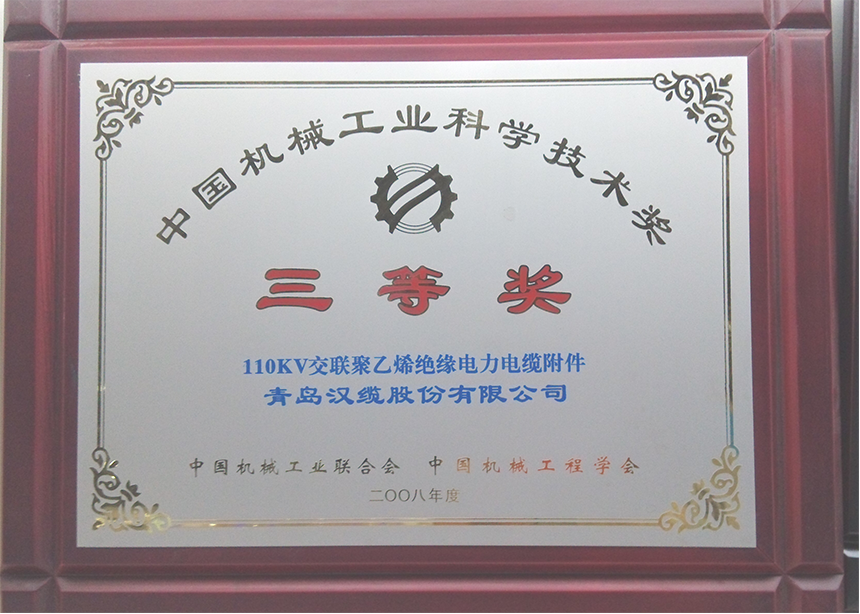 中国机械工业科学技术奖
三等奖
110KV交联聚乙烯绝缘电力电缆附件
青岛汉缆股份有限公司
中国机械工业联合会 中国机械工程学会
二〇〇八年度